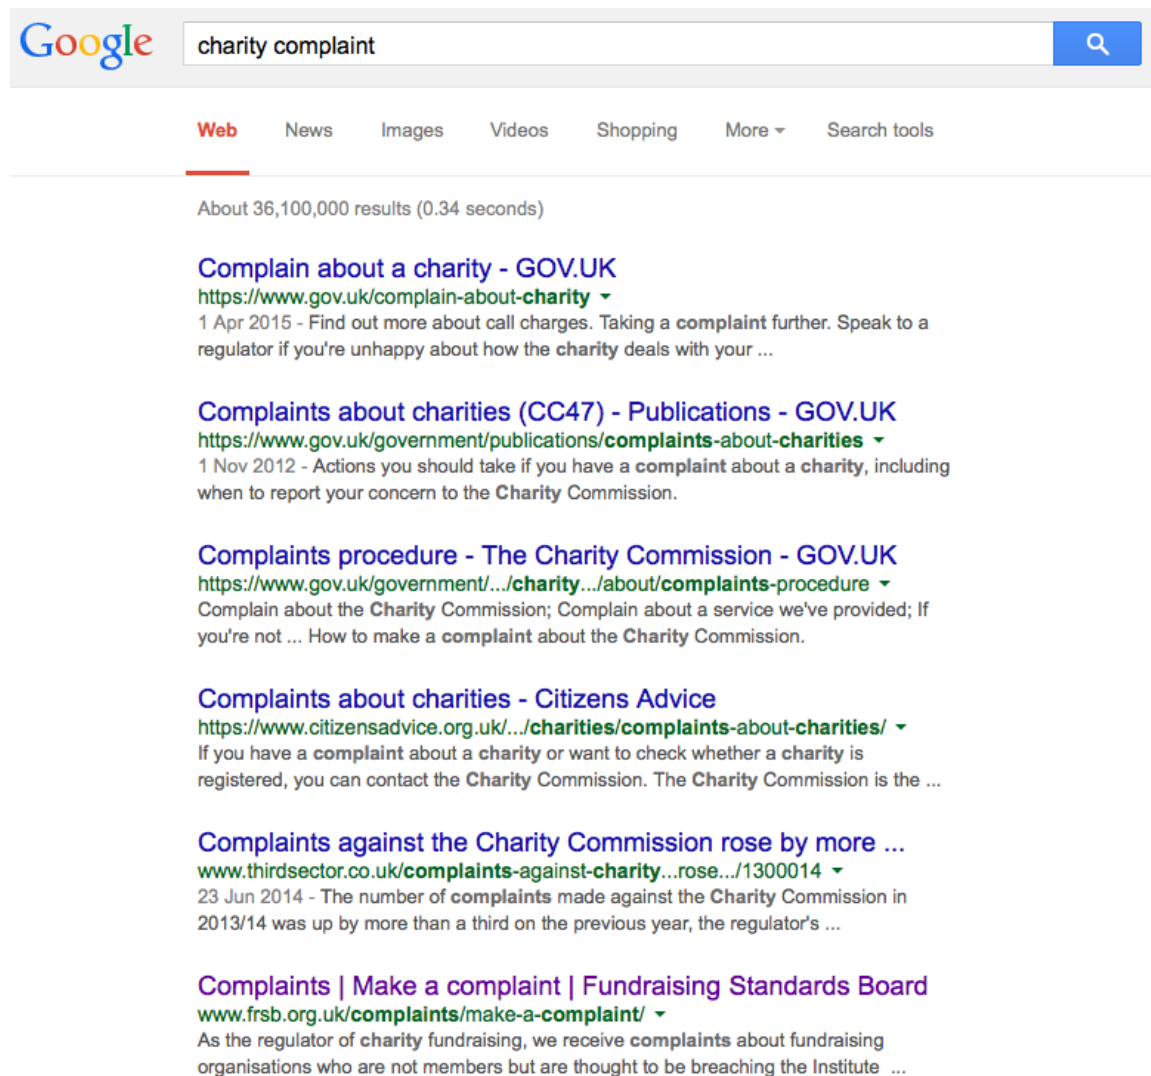 Google charity complaint
Web News Images Videos Shopping More Search tools
About 36,100,000 results (0.34 seconds)
Complain about a charity - GOV.UK
https://www.gov.uk/complain-about-charity
1 Apr 2015 - Find out more about call charges. Taking a complaint further. Speak to a
regulator if you're unhappy about how the charity deals with your ...
Complaints about charities (CC47) - Publications - GOV.UK
https://www.gov.uk/government/publications/complaints-about-charities
1 Nov 2012 - Actions you should take if you have a complaint about a charity, including
when to report your concern to the Charity Commission.
Complaints procedure - The Charity Commission - GOV.UK
https://www.gov.uk/government/.../charity.../about/complaints-procedure
Complain about the Charity Commission; Complain about a service we've provided; If
you're not ... How to make a complaint about the Charity Commission.
Complaints about charities - Citizens Advice
https://www.citizensadvice.org.uk/.../charities/complaints-about-charities/
If you have a complaint about a charity or want to check whether a charity is
registered, you can contact the Charity Commission. The Charity Commission is the ...
Complaints against the Charity Commission rose by more ...
www.thirdsector.co.uk/complaints-against-charity...rose.../1300014
23 Jun 2014 - The number of complaints made against the Charity Commission in
2013/14 was up by more than a third on the previous year, the regulator's ...
Complaints | Make a complaint | Fundraising Standards Board
www.frsb.org.uk/complaints/make-a-complaint/
As the regulator of charity fundraising, we receive complaints about fundraising
organisations who are not members but are thought to be breaching the Institute ...